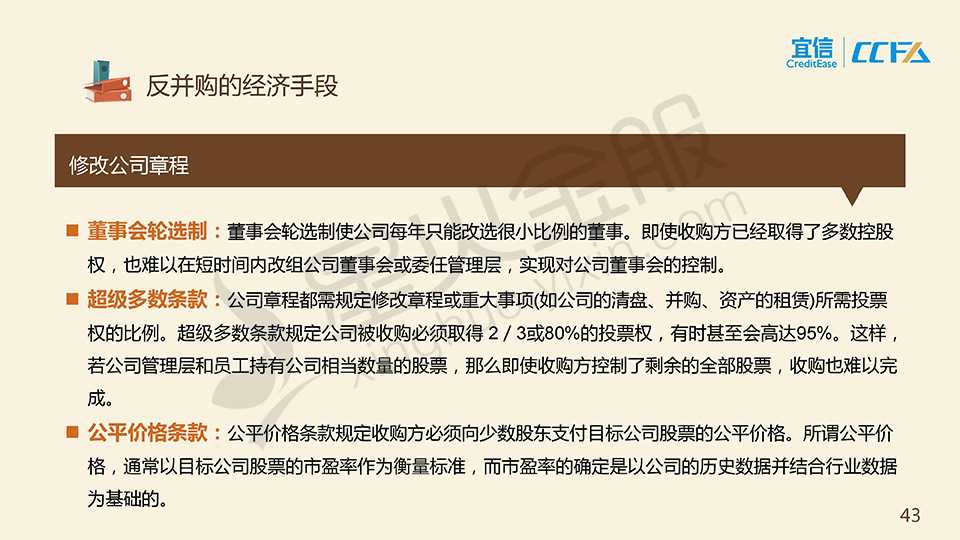 宜信
CreditEase
CCFA
反并购的经济手段
修改公司章程
董事会轮选制：董事会轮选制使公司每年只能改选很小比例的董事。即使收购方已经取得了多数控股
权，也难以在短时间内改组公司董事会或委任管理层，实现对公司董事会的控制。
超级多数条款：公司章程都需规定修改章程或重大事项(如公司的清盘、并购、资产的租赁)所需投票
权的比例。超级多数条款规定公司被收购必须取得 2 / 3或80%的投票权，有时甚至会高达95%。这样，
若公司管理层和员工持有公司相当数量的股票，那么即使收购方控制了剩余的全部股票，收购也难以完
成。
公平价格条款：公平价格条款规定收购方必须向少数股东支付目标公司股票的公平价格。所谓公平价
格，通常以目标公司股票的市盈率作为衡量标准，而市盈率的确定是以公司的历史数据并结合行业数据
为基础的。
星火金服
xinghuo.yixin.com
43